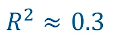 R² ≈ 0.3